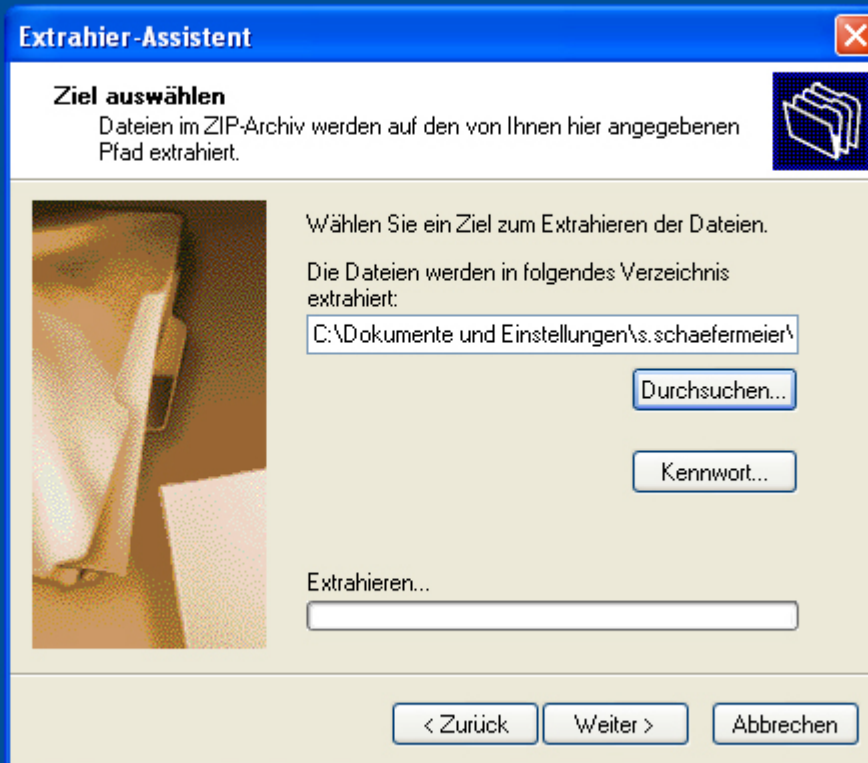 Extrahier-Assistent
Ziel auswählen
Dateien im ZIP-Archiv werden auf den von Ihnen hier angegebenen
Pfad extrahiert.
Wählen Sie ein Ziel zum Extrahieren der Dateien.
Die Dateien werden in folgendes Verzeichnis
extrahiert:
C:\Dokumente und Einstellungen\s.schaefermeier\
Durchsuchen...
Kennwort...
Extrahieren...
< Zurück
Weiter >
Abbrechen